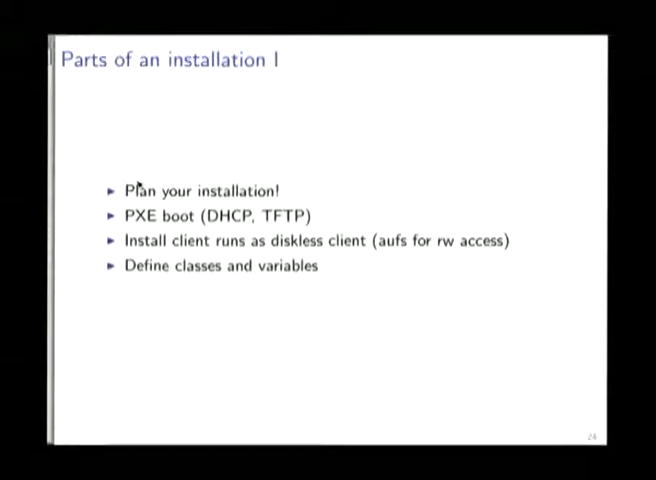 Parts of an installation I
Plan your installation!
PXE boot (DHCP, TFTP)
Install client runs as diskless client (aufs for rw access)
Define classes and variables
24